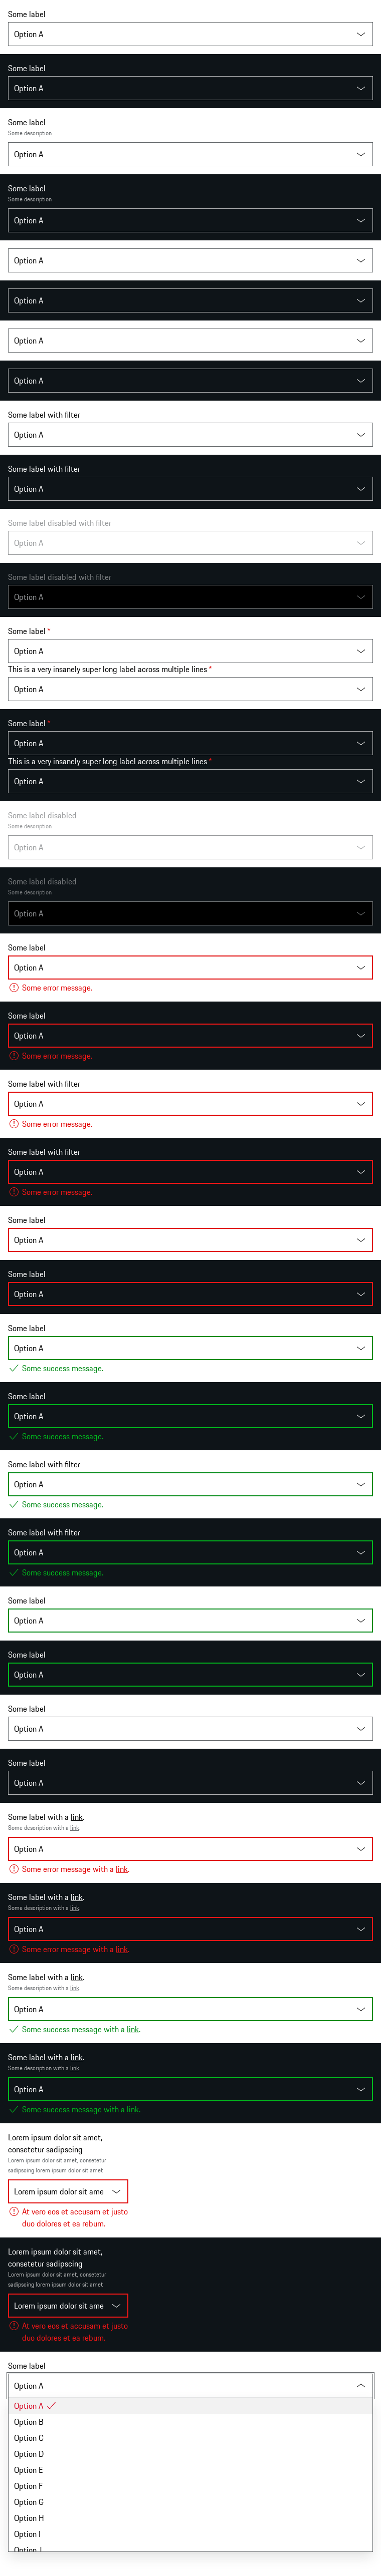 Some label
Option A
Some label
Option A
Some label
Some description
Option A
Some label
Some description
Option A
Option A
Option A
Option A
Option A
Some label with filter
Option A
Some label with filter
Option A
Some label disabled with filter
Option A
Some label disabled with filter
Option A
Some label *
Option A
This is a very insanely super long label across multiple lines *
Option A
Some label *
Option A
This is a very insanely super long label across multiple lines *
Option A
Some label disabled
Some description
Option A
Some label disabled
Some description
Option A
Some label
Option A
Some error message.
Some label
Option A
Some error message.
Some label with filter
Option A
Some error message.
Some label with filter
Option A
Some error message.
Some label
Option A
Some label
Option A
Some label
Option A
Some success message.
Some label
Option A
Some success message.
Some label with filter
Option A
Some success message.
Some label with filter
Option A
Some success message.
Some label
Option A
Some label
Option A
Some label
Option A
Some label
Option A
Some label with a link.
Some description with a link.
Option A
Some error message with a link.
Some label with a link.
Some description with a link.
Option A
Some error message with a link.
Some label with a link.
Some description with a link.
Option A
Some success message with a link.
Some label with a link.
Some description with a link.
Option A
Some success message with a link.
Lorem ipsum dolor sit amet,
consetetur sadipscing
Lorem ipsum dolor sit amet, consetetur
sadipscing lorem ipsum dolor sit amet
Lorem ipsum dolor sit ame
At vero eos et accusam et justo
duo dolores et ea rebum.
Lorem ipsum dolor sit amet,
consetetur sadipscing
Lorem ipsum dolor sit amet, consetetur
sadipscing lorem ipsum dolor sit amet
Lorem ipsum dolor sit ame
At vero eos et accusam et justo
duo dolores et ea rebum.
Some label
Option A
Option A
Option B
Option C
Option D
Option E
Option F
Option G
Option H
Option I
Option J